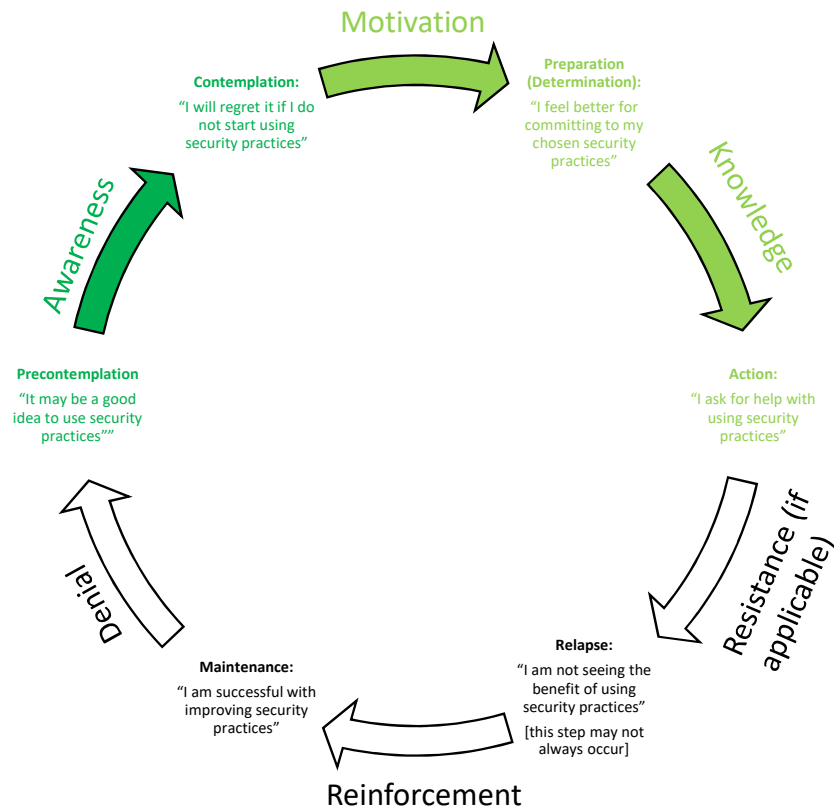 Motivation
Contemplation:
“I will regret it if I do
not start using
security practices”
Preparation
(Determination):
“I feel better for
committing to my
chosen security
practices”
Knowledge
Action:
“I ask for help with
using security
practices”
Resistance (if
applicable)
Relapse:
“I am not seeing the
benefit of using
security practices”
[this step may not
always occur]
Reinforcement
Maintenance:
“I am successful with
improving security
practices”
Denial
Precontemplation
“It may be a good
idea to use security
practices””
Awareness